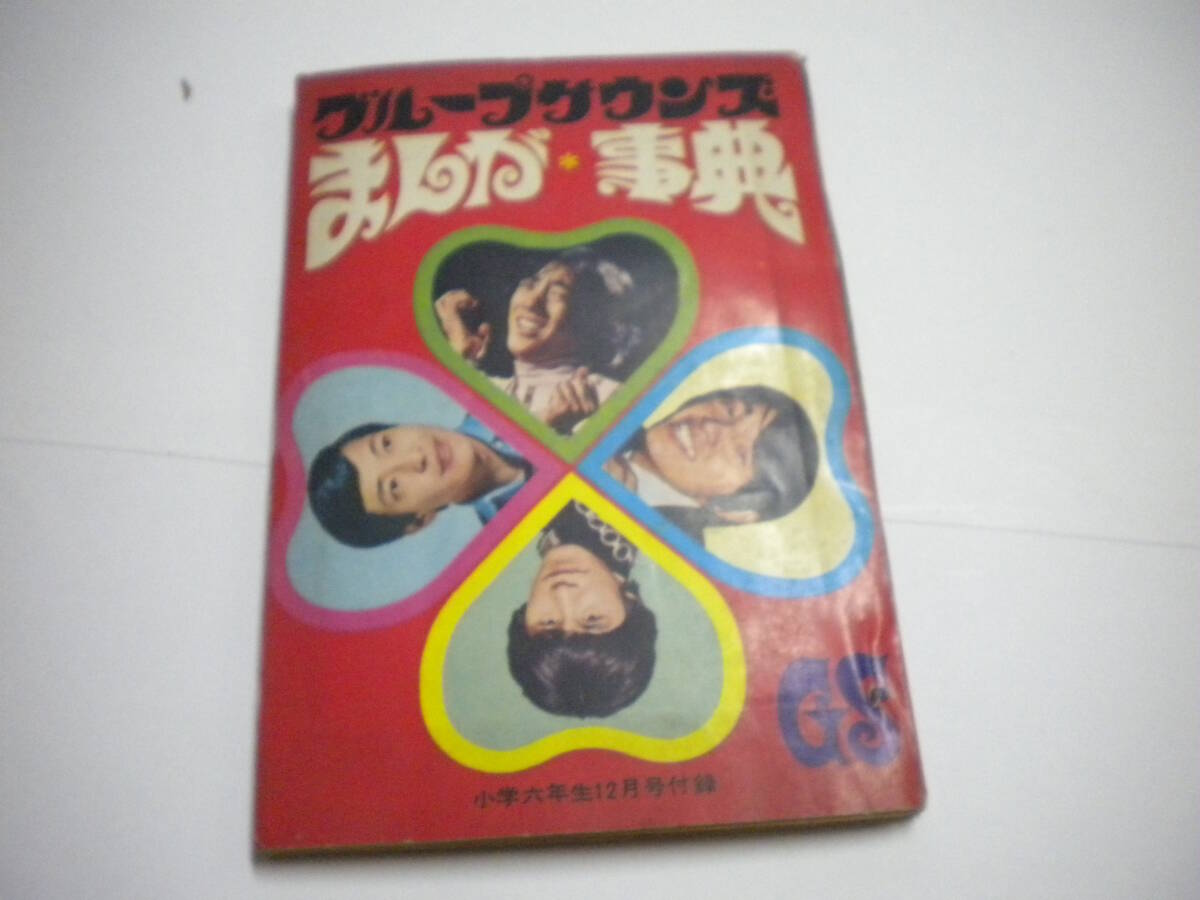 グループサウンズ
まんが・事典
GS
小学六年生12月号付録